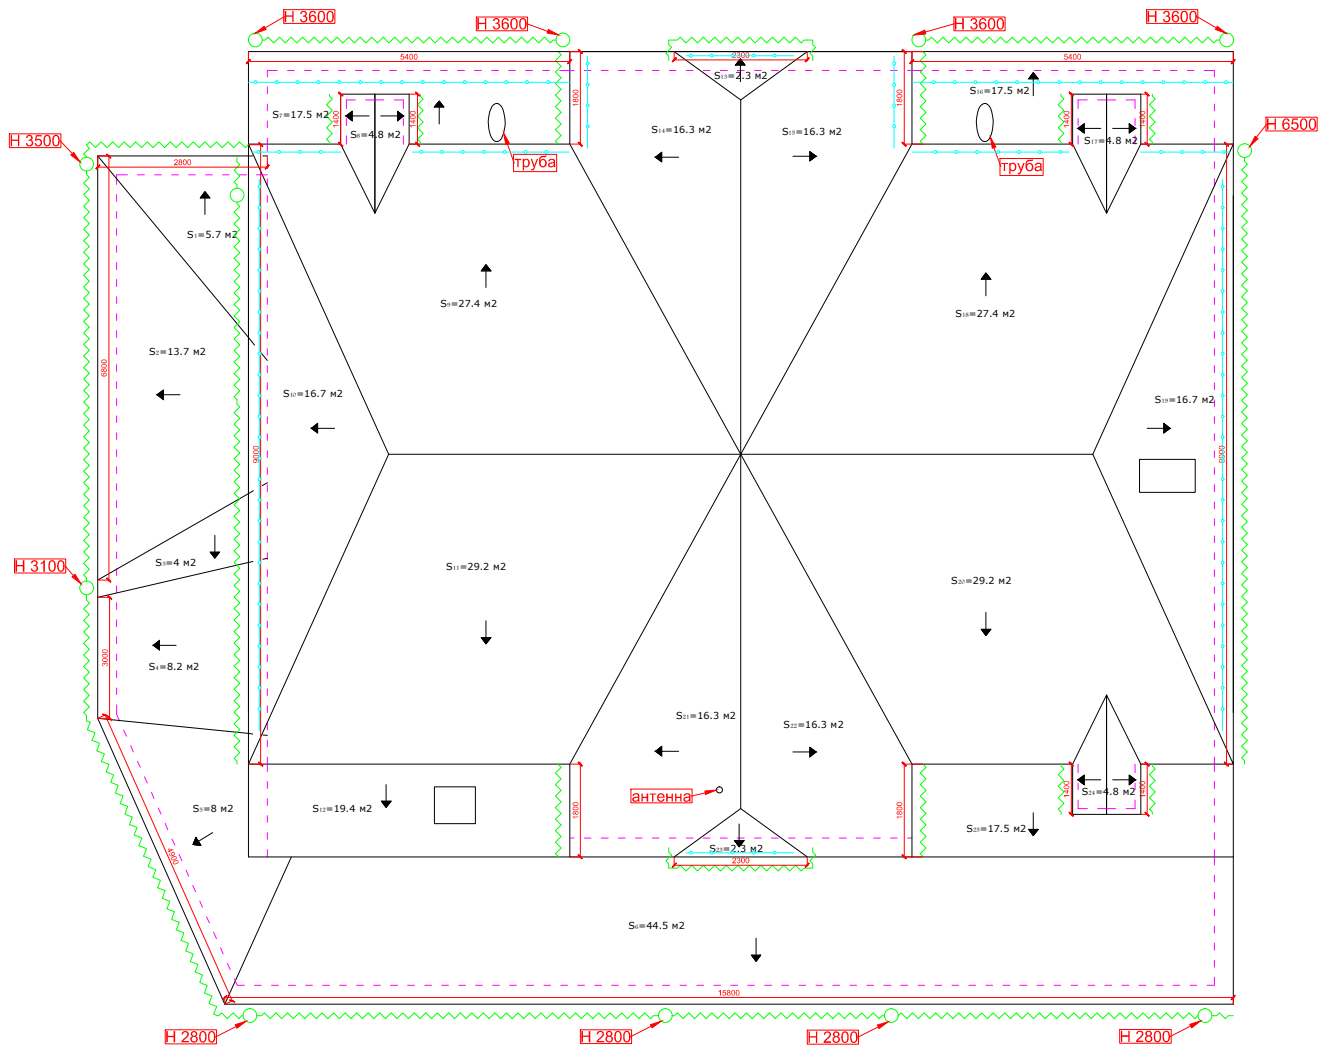 H 3600
H 3600
H 3600
H 3600
5400
2300
5400
S13=2.3 м2
S16=17.5 м2
1800
1800
S7=17.5 м2
1400
S8=4.8 м2
1400
S14=16.3 м2
S15=16.3 м2
1400
S17=4.8 м2
1400
H 6500
H 3500
труба
труба
2800
S1=5.7 м2
S9=27.4 м2
S18=27.4 м2
S2=13.7 м2
6800
S10=16.7 м2
S19=16.7 м2
9000
9000
H 3100
S3=4 м2
S11=29.2 м2
S20=29.2 м2
3000
S4=8.2 м2
S21=16.3 м2
S22=16.3 м2
антенна
1400
S24=4.8 м2
1400
S5=8 м2
S12=19.4 м2
1800
1800
S25=17.5 м2
S23=2.3 м2
2300
4900
S6=44.5 м2
15800
H 2800
H 2800
H 2800
H 2800